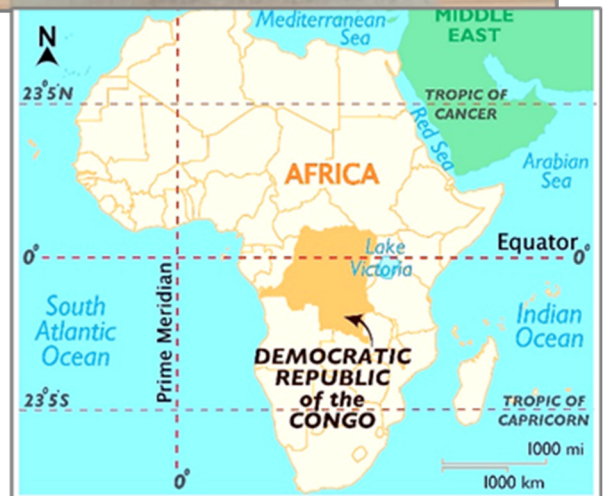 Mediterranean
Sea
MIDDLE
EAST
N
23°5N
TROPIC OF
CANCER
Red Sea
Arabian
Sea
AFRICA
Lake
Victoria
Equator
0°
0°
South
Atlantic
Ocean
Prime Meridian
Indian
Ocean
DEMOCRATIC
REPUBLIC
of the
CONGO
23°5S
TROPIC OF
CAPRICORN
1000 mi
1000 km
0°